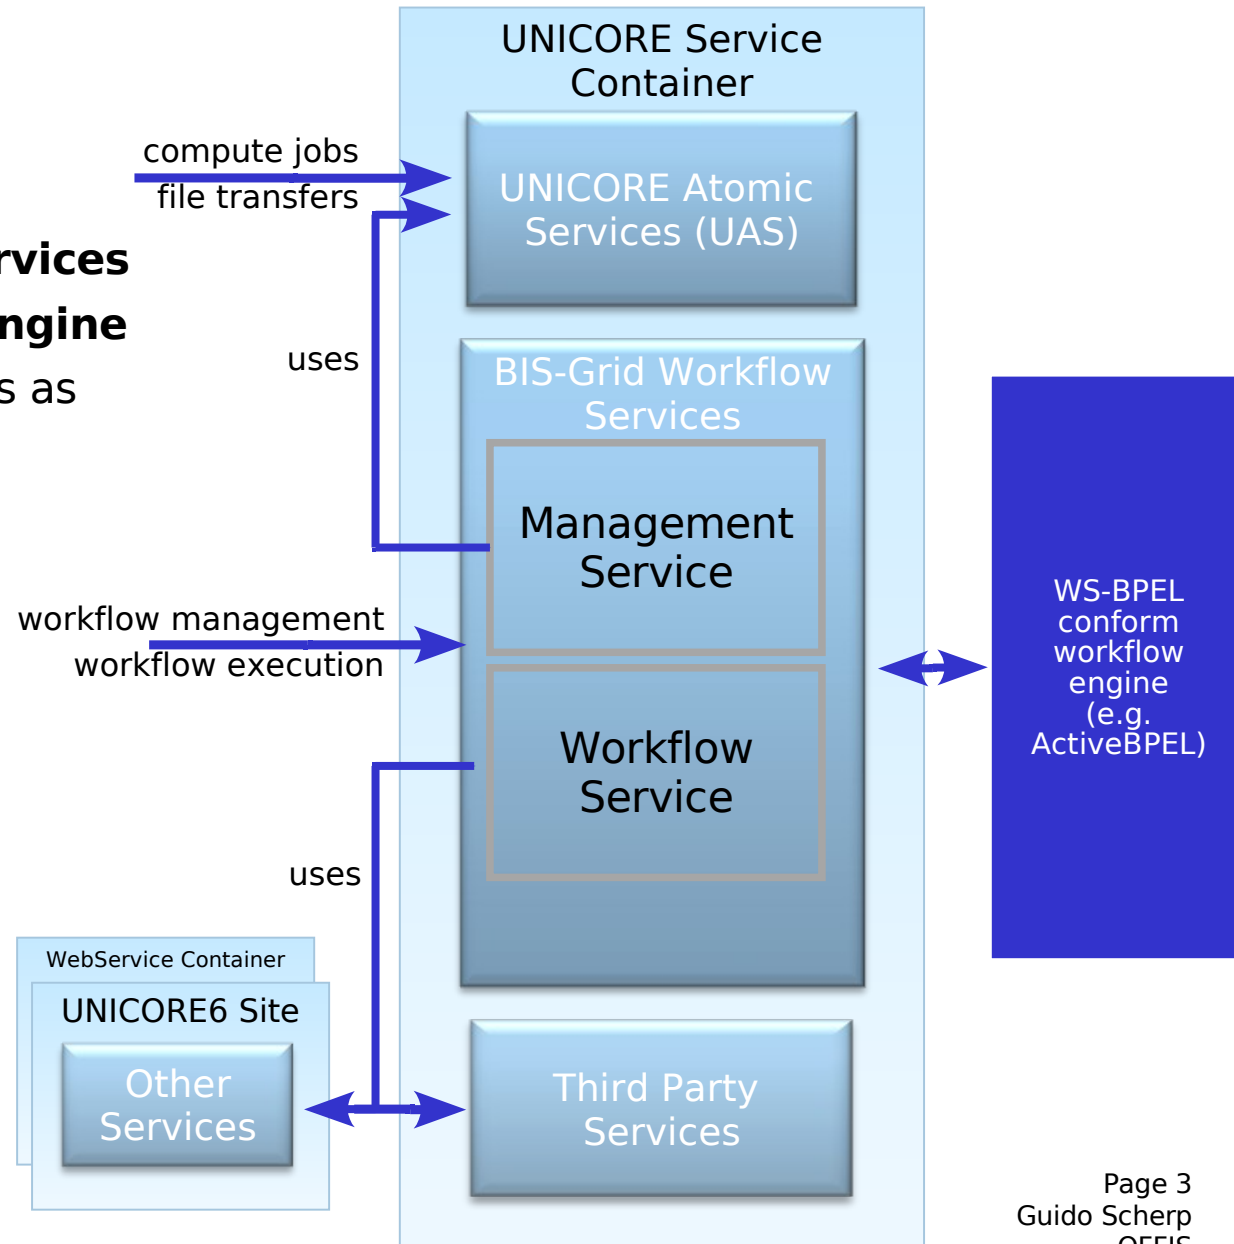 UNICORE Service
Container
compute jobs
file transfers
UNICORE Atomic
Services (UAS)
uses
s as
BIS-Grid Workflow
Services
Management
Service
workflow management
workflow execution
WS-BPEL
conform
workflow
engine
(e.g.
ActiveBPEL)
Workflow
Service
uses
WebService Container
UNICORE6 Site
Other
Services
Third Party
Services
Page 3
Guido Scherp
OFFIS